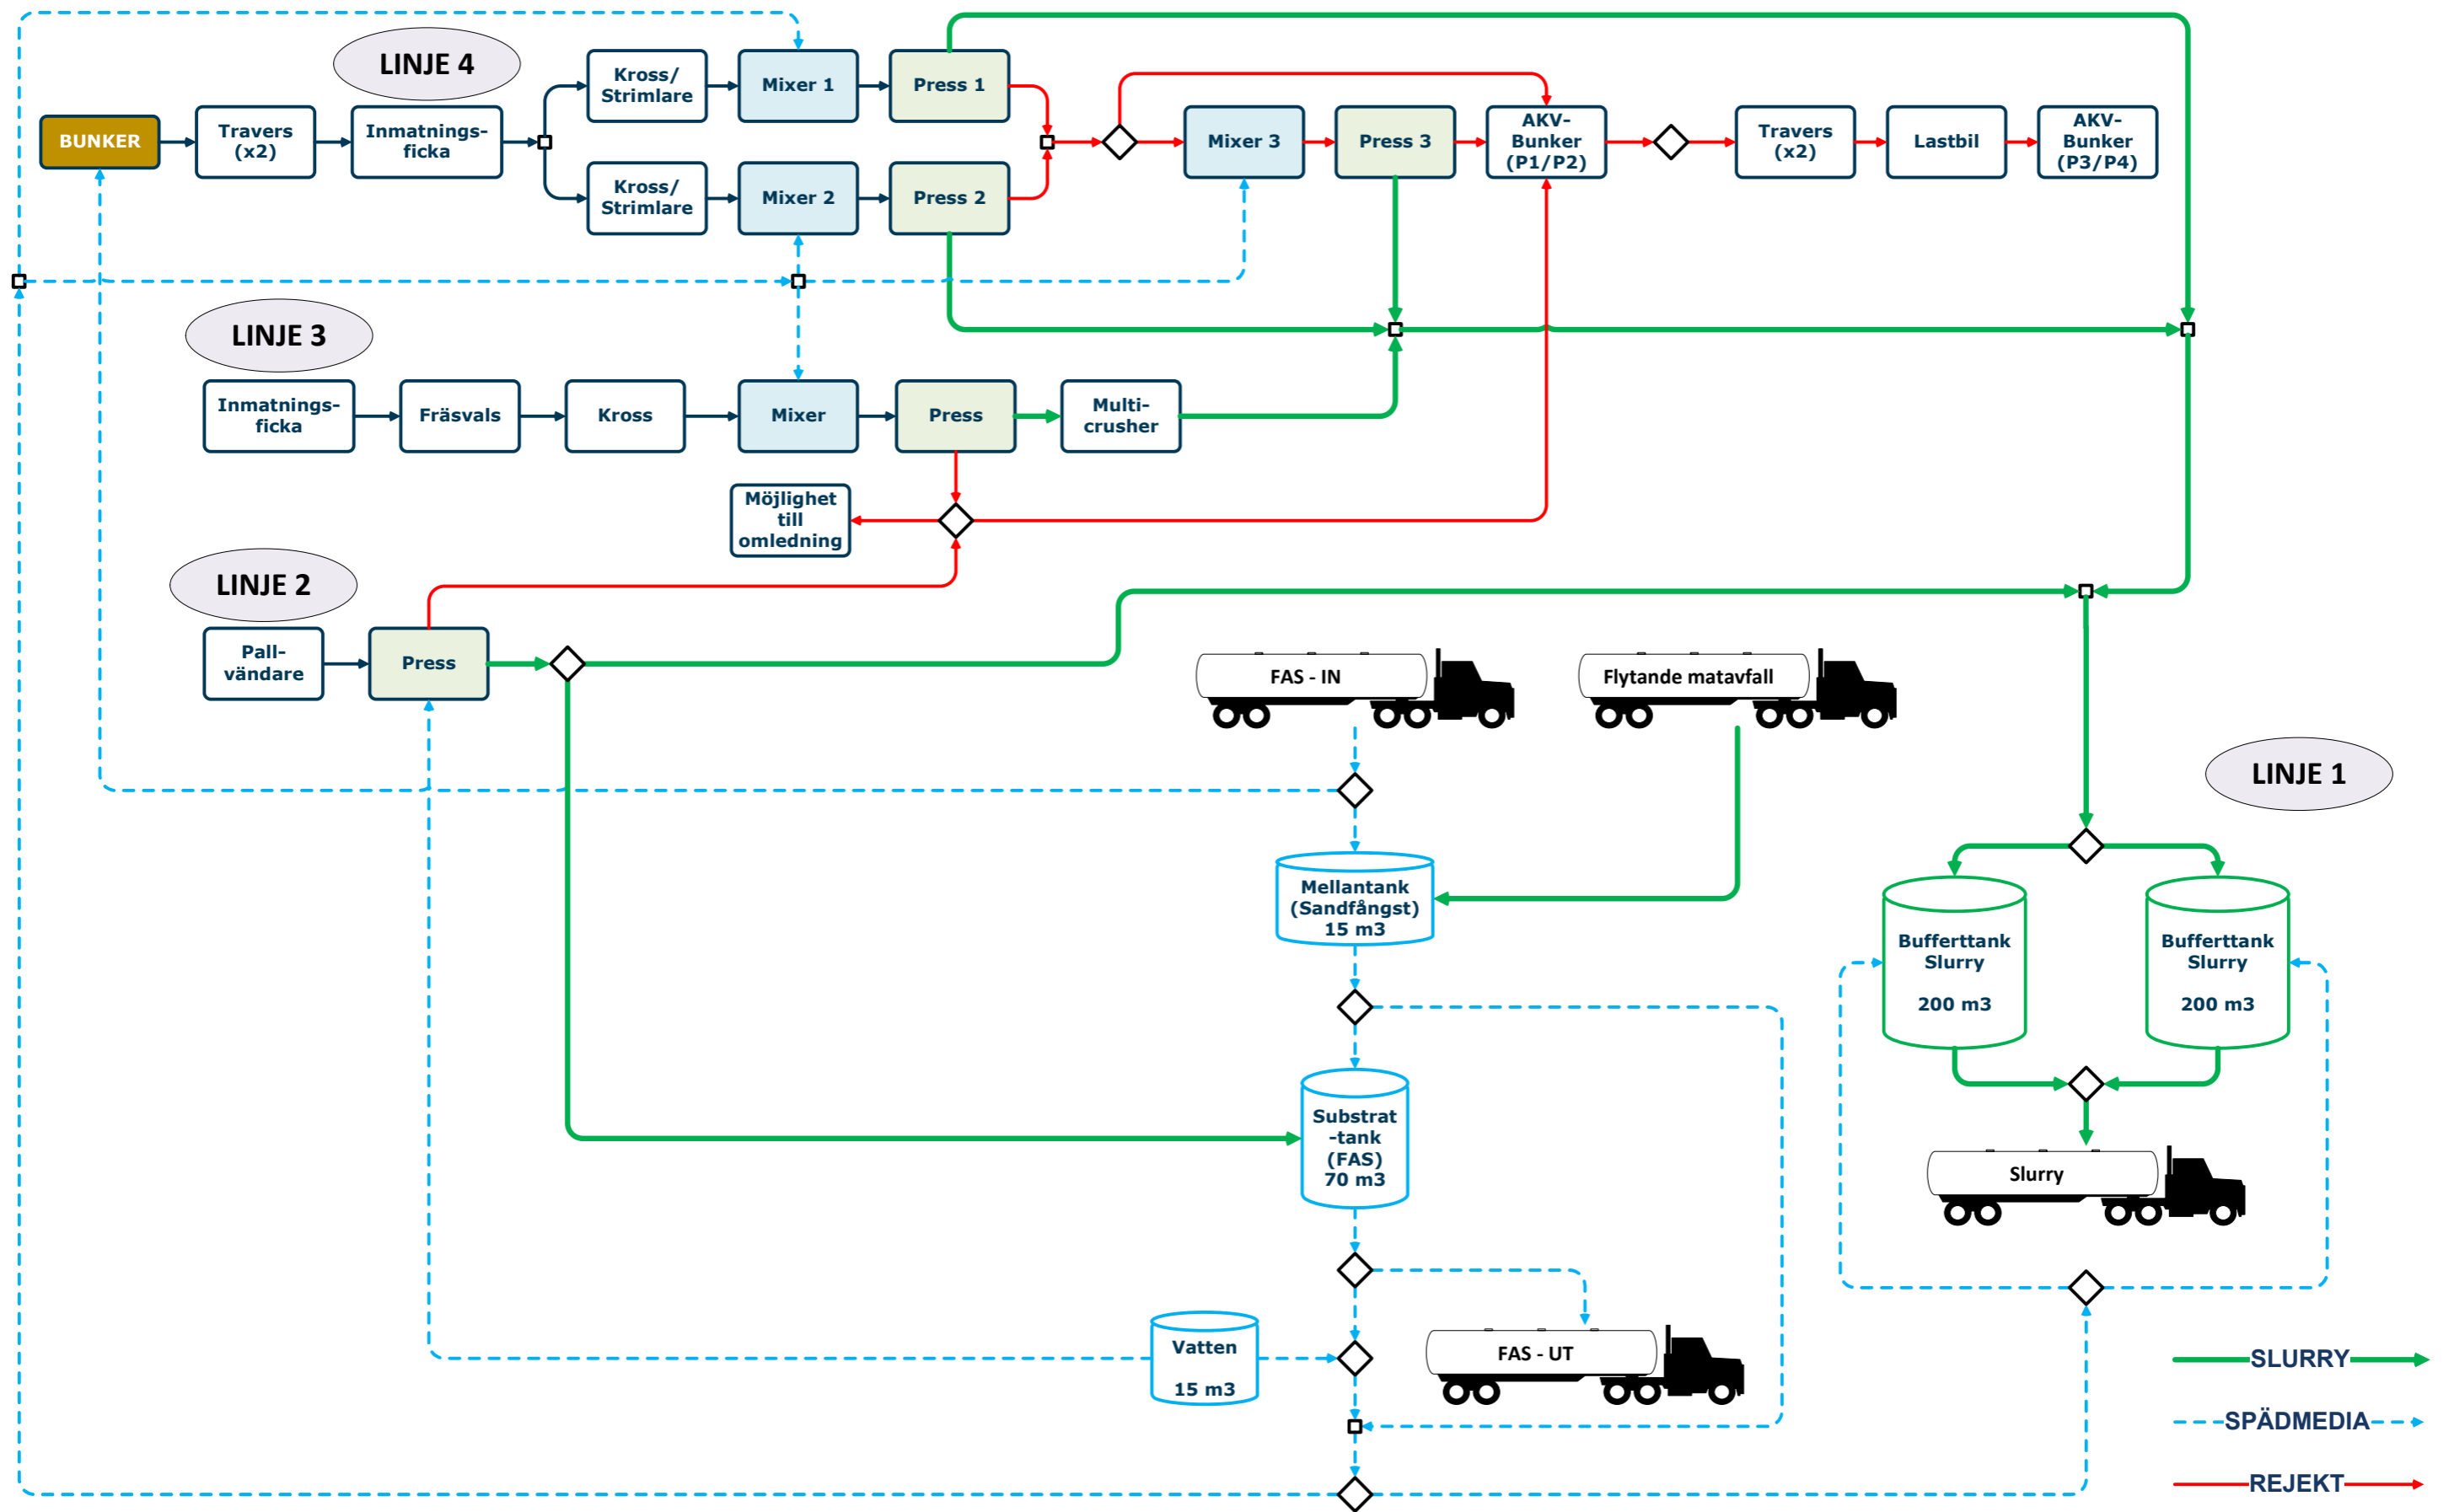 LINJE 4
BUNKER
Travers
(x2)
Inmatnings-
ficka
Kross/
Strimlare
Mixer 1
Press 1
Kross/
Strimlare
Mixer 2
Press 2
Mixer 3
Press 3
AKV-
Bunker
(P1/P2)
Travers
(x2)
Lastbil
AKV-
Bunker
(P3/P4)
LINJE 3
Inmatnings-
ficka
Fräsvals
Kross
Mixer
Press
Multi-
crusher
Möjlighet
till
omledning
LINJE 2
Pall-
vändare
Press
FAS - IN
Flytande matavfall
LINJE 1
Mellantank
(Sandfångst)
15 m3
Bufferttank
Slurry
200 m3
Bufferttank
Slurry
200 m3
Substrat
-tank
(FAS)
70 m3
Slurry
Vatten
15 m3
FAS - UT
SLURRY
SPÄDMEDIA
REJEKT